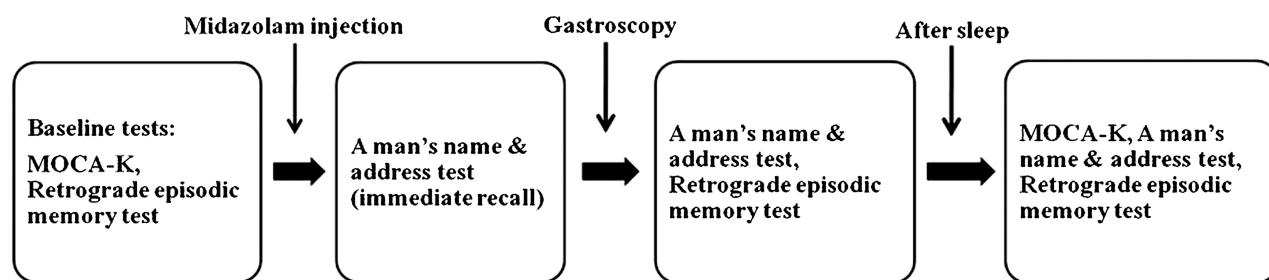 Midazolam injection
Gastroscopy
After sleep
Baseline tests:
MOCA-K,
Retrograde episodic
memory test
A man’s name &
address test
(immediate recall)
A man’s name &
address test,
Retrograde episodic
memory test
MOCA-K, A man’s
name & address test,
Retrograde episodic
memory test